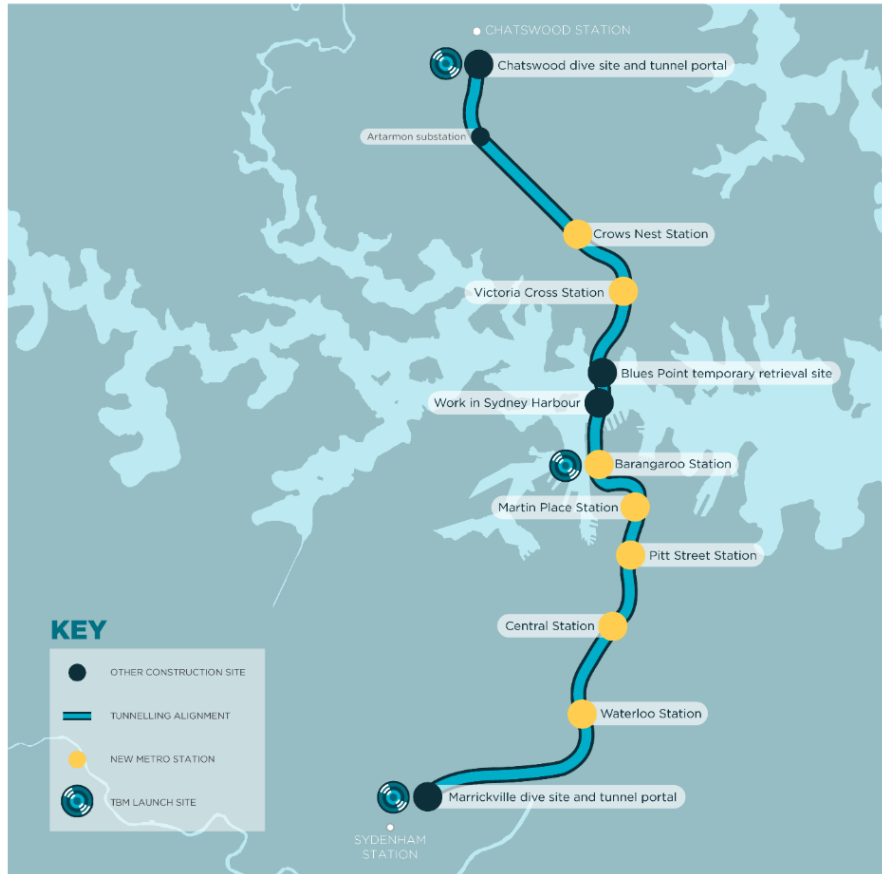 CHATSWOOD STATION
Chatswood dive site and tunnel portal
Artarmon substation
Crows Nest Station
Victoria Cross Station
Blues Point temporary retrieval site
Work in Sydney Harbour
Barangaroo Station
Martin Place Station
Pitt Street Station
Central Station
Waterloo Station
Marrickville dive site and tunnel portal
SYDENHAM
STATION
KEY
OTHER CONSTRUCTION SITE
TUNNELLING ALIGNMENT
NEW METRO STATION
TBM LAUNCH SITE